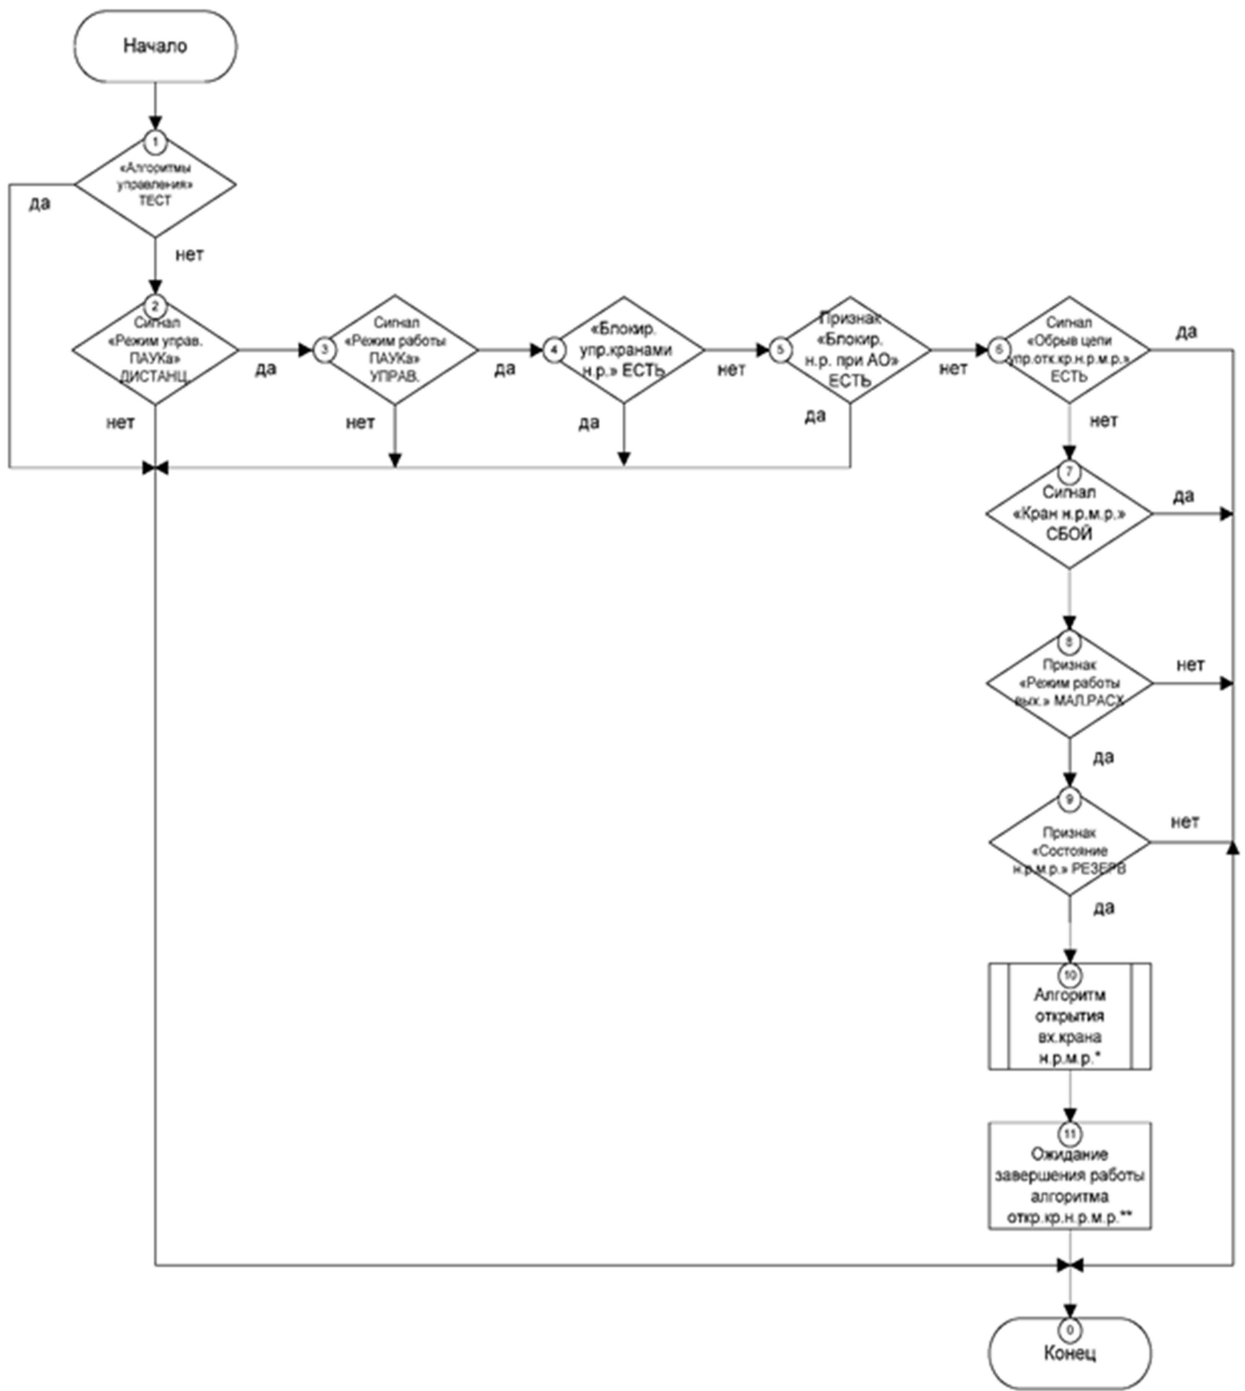 Начало
1
«Алгоритмы
управления»
ТЕСТ
да
нет
2
Сигнал
«Режим управ.
ПАУКа»
ДИСТАНЦ.
да
нет
3
Сигнал
«Режим работы
ПАУКа»
УПРАВ.
да
нет
4
«Блокир.
упр.кранами
н.р.» ЕСТЬ
нет
да
5
Признак
«Блокир.
н.р. при АО»
ЕСТЬ
нет
да
6
Сигнал
«Обрыв цепи
упр.отк.кр.н.р.м.р.»
ЕСТЬ
да
нет
7
Сигнал
«Кран н.р.м.р.»
СБОЙ
да
8
Признак
«Режим работы
вых.» МАЛ.РАСХ
нет
да
9
Признак
«Состояние
н.р.м.р.» РЕЗЕРВ
нет
да
10
Алгоритм
открытия
вх.крана
н.р.м.р.*
11
Ожидание
завершения работы
алгоритма
откр.кр.н.р.м.р.**
0
Конец